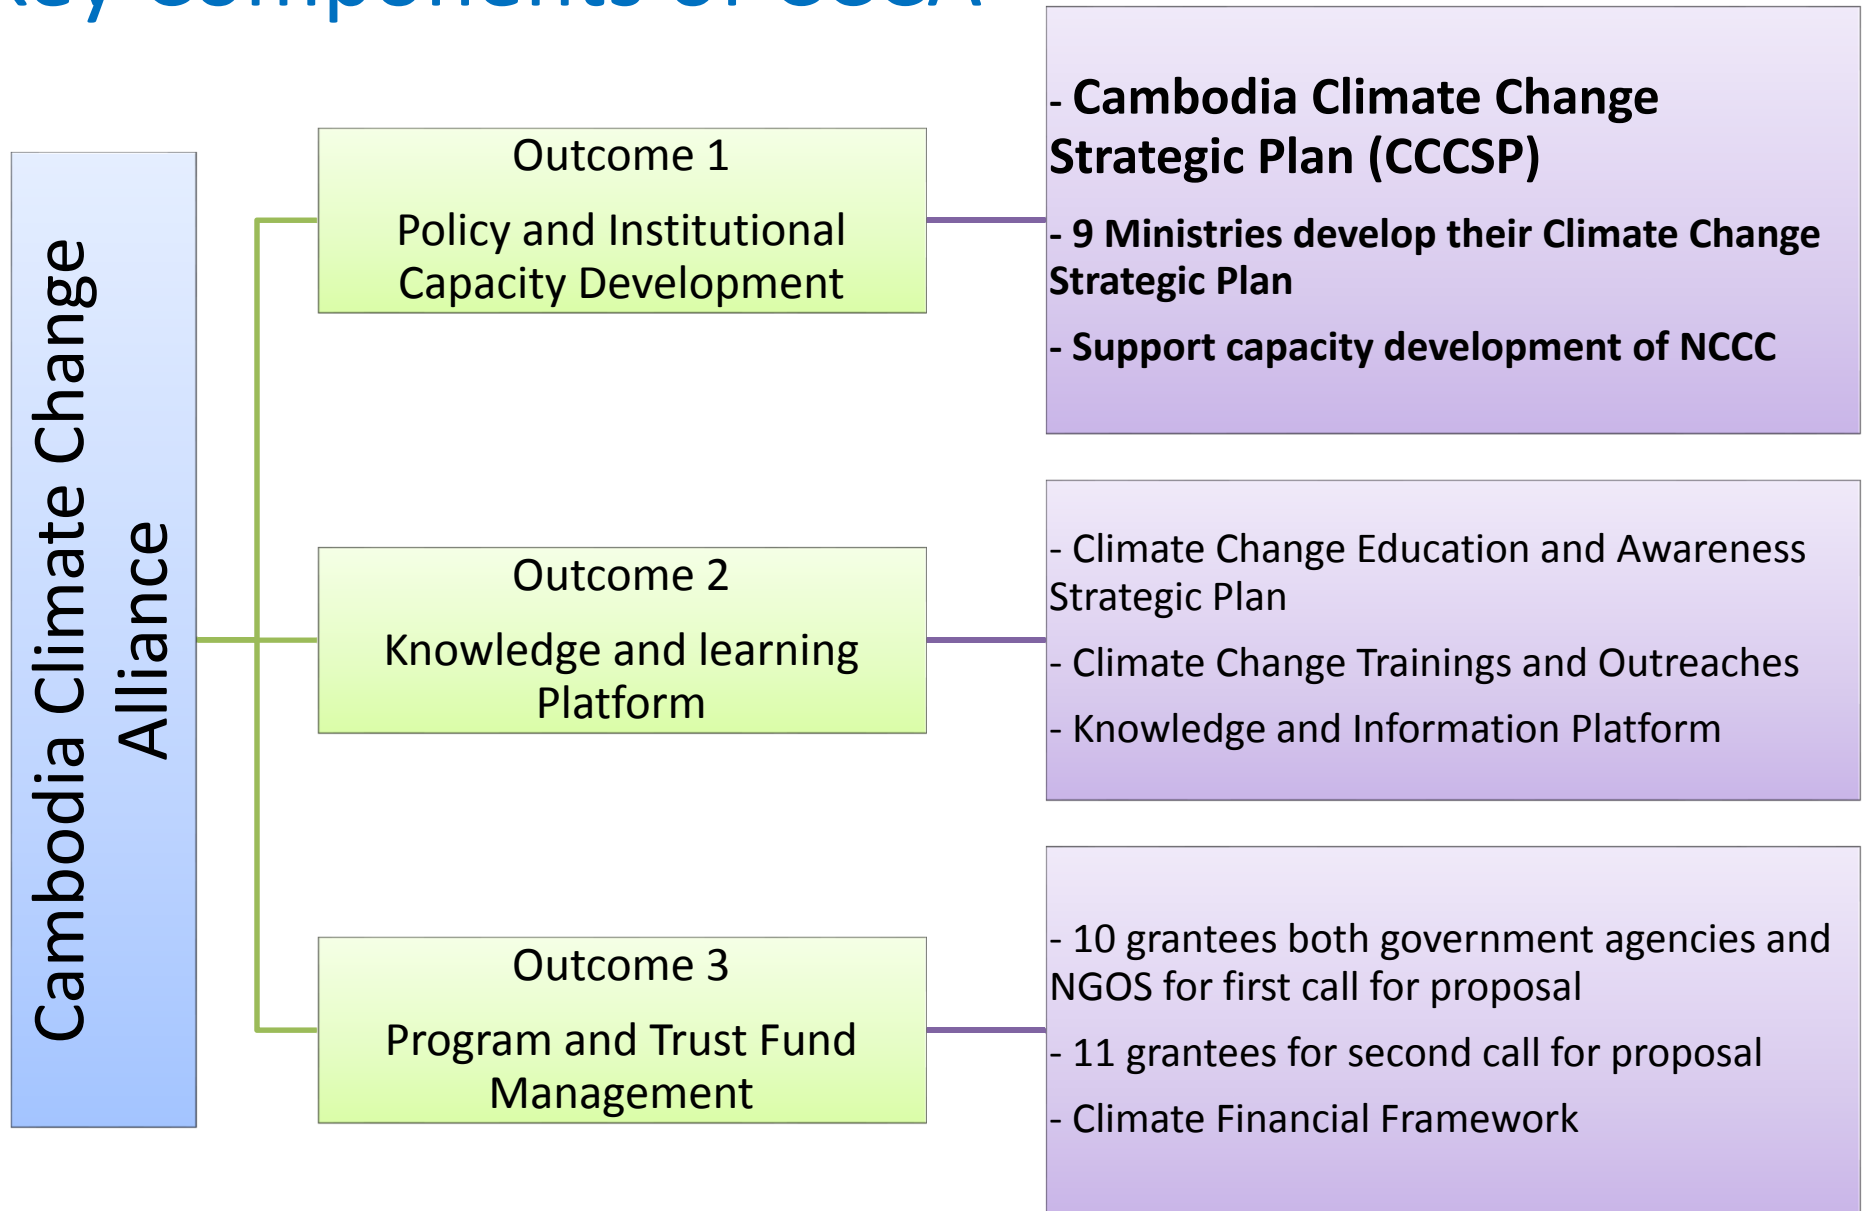 Key Components of CCCA
Cambodia Climate Change
Alliance
Outcome 1
Policy and Institutional
Capacity Development
- Cambodia Climate Change
Strategic Plan (CCCSP)
- 9 Ministries develop their Climate Change
Strategic Plan
- Support capacity development of NCCC
Outcome 2
Knowledge and learning
Platform
- Climate Change Education and Awareness
Strategic Plan
- Climate Change Trainings and Outreaches
- Knowledge and Information Platform
Outcome 3
Program and Trust Fund
Management
- 10 grantees both government agencies and
NGOS for first call for proposal
- 11 grantees for second call for proposal
- Climate Financial Framework